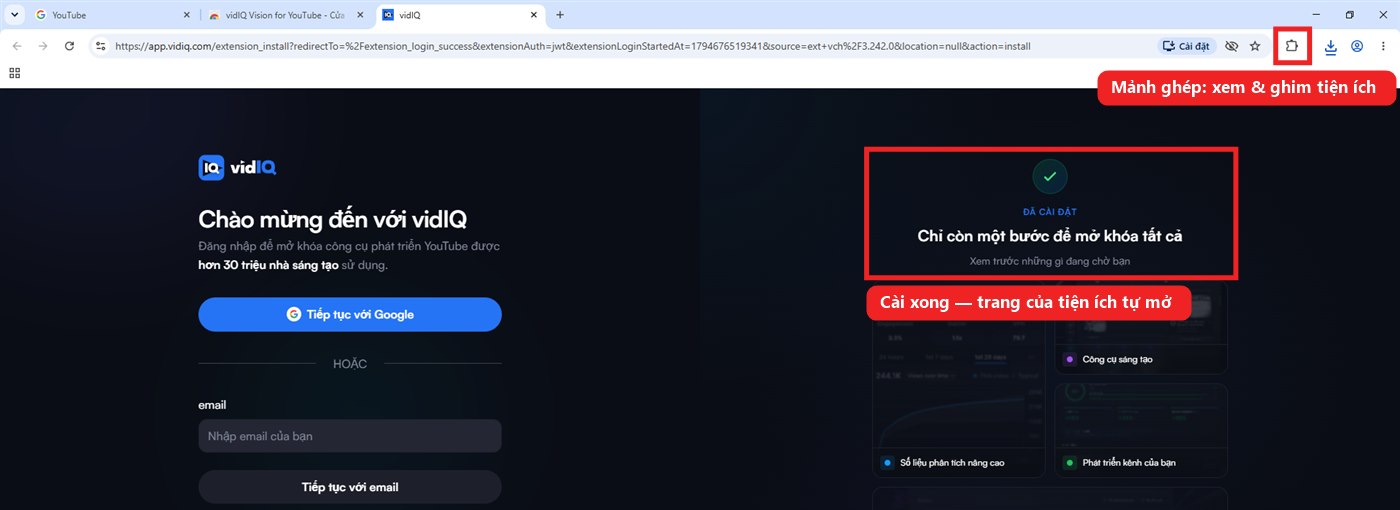 YouTube
vidIQ Vision for YouTube - Cửa
vidIQ
https://app.vidiq.com/extension_install?redirectTo=%2Fextension_login_success&extensionAuth=jwt&extensionLoginStartedAt=1794676519341&source=ext+vch%2F3.242.0&location=null&action=install
Cài đặt
Mảnh ghép: xem & ghim tiện ích
vidIQ
Chào mừng đến với vidIQ
Đăng nhập để mở khóa công cụ phát triển YouTube được
hơn 30 triệu nhà sáng tạo sử dụng.
Tiếp tục với Google
HOẶC
email
Nhập email của bạn
Tiếp tục với email
ĐÃ CÀI ĐẶT
Chỉ còn một bước để mở khóa tất cả
Xem trước những gì đang chờ bạn
Cài xong — trang của tiện ích tự mở
Công cụ sáng tạo
Số liệu phân tích nâng cao
Phát triển kênh của bạn